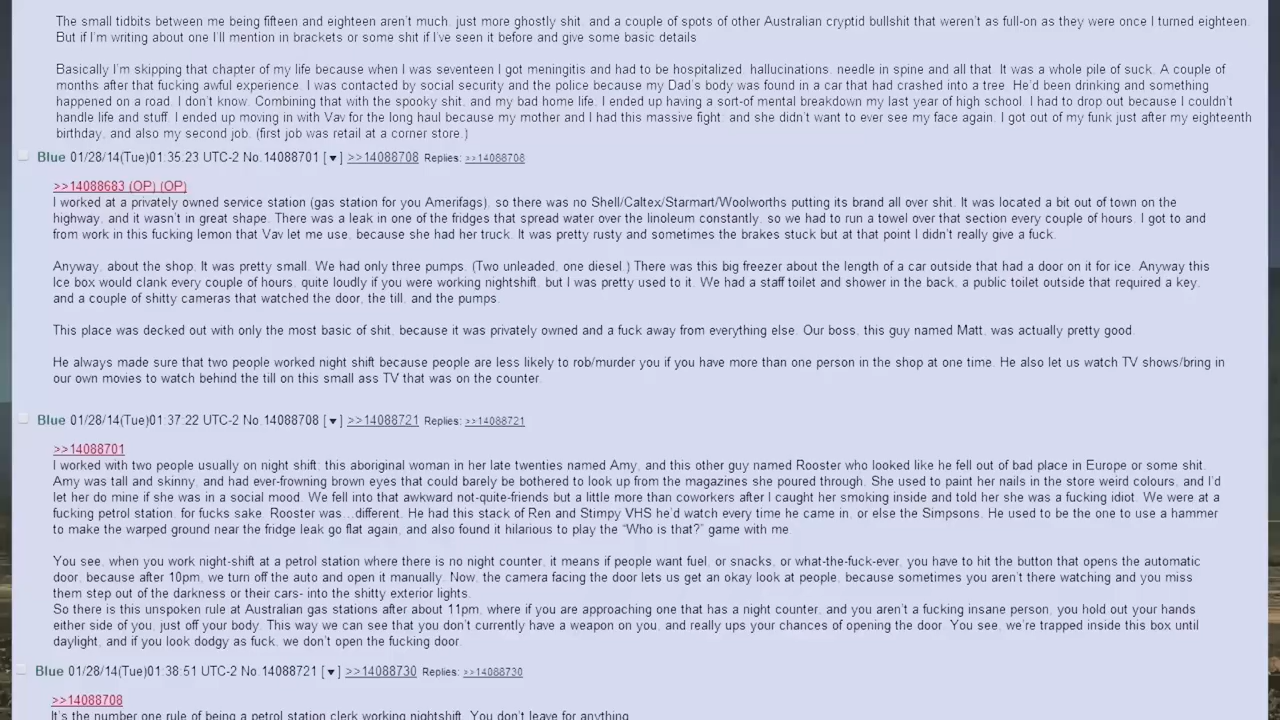 The small tidbits between me being fifteen and eighteen aren't much, just more ghostly shit, and a couple of spots of other Australian cryptid bullshit that weren't as full-on as they were once I turned eighteen.
But if I'm writing about one I'll mention in brackets or some shit if I've seen it before and give some basic details.
Basically I'm skipping that chapter of my life because when I was seventeen I got meningitis and had to be hospitalized, hallucinations, needle in spine and all that. It was a whole pile of suck. A couple of
months after that fucking awful experience, I was contacted by social security and the police because my Dad's body was found in a car that had crashed into a tree. He'd been drinking and something
happened on a road. I don't know. Combining that with the spooky shit, and my bad home life, I ended up having a sort-of mental breakdown my last year of high school. I had to drop out because I couldn't
handle life and stuff. I ended up moving in with Vav for the long haul because my mother and I had this massive fight, and she didn't want to ever see my face again. I got out of my funk just after my eighteenth
birthday, and also my second job. (first job was retail at a corner store.)
Blue 01/28/14(Tue)01:35:23 UTC-2 No.14088701 [▼] >>14088708 Replies: >>14088708
>>14088683 (OP) (OP)
I worked at a privately owned service station (gas station for you Amerifags), so there was no Shell/Caltex/Starmart/Woolworths putting its brand all over shit. It was located a bit out of town on the
highway, and it wasn't in great shape. There was a leak in one of the fridges that spread water over the linoleum constantly, so we had to run a towel over that section every couple of hours. I got to and
from work in this fucking lemon that Vav let me use, because she had her truck. It was pretty rusty and sometimes the brakes stuck but at that point I didn't really give a fuck.
Anyway, about the shop. It was pretty small. We had only three pumps. (Two unleaded, one diesel.) There was this big freezer about the length of a car outside that had a door on it for ice. Anyway this
Ice box would clank every couple of hours, quite loudly if you were working nightshift, but I was pretty used to it. We had a staff toilet and shower in the back, a public toilet outside that required a key,
and a couple of shitty cameras that watched the door, the till, and the pumps.
This place was decked out with only the most basic of shit, because it was privately owned and a fuck away from everything else. Our boss, this guy named Matt, was actually pretty good.
He always made sure that two people worked night shift because people are less likely to rob/murder you if you have more than one person in the shop at one time. He also let us watch TV shows/bring in
our own movies to watch behind the till on this small ass TV that was on the counter.
Blue 01/28/14(Tue)01:37:22 UTC-2 No.14088708 [▼] >>14088721 Replies: >>14088721
>>14088701
I worked with two people usually on night shift, this aboriginal woman in her late twenties named Amy, and this other guy named Rooster who looked like he fell out of bad place in Europe or some shit.
Amy was tall and skinny, and had ever-frowning brown eyes that could barely be bothered to look up from the magazines she poured through. She used to paint her nails in the store weird colours, and I'd
let her do mine if she was in a social mood. We fell into that awkward not-quite-friends but a little more than coworkers after I caught her smoking inside and told her she was a fucking idiot. We were at a
fucking petrol station, for fucks sake. Rooster was…different. He had this stack of Ren and Stimpy VHS he'd watch every time he came in, or else the Simpsons. He used to be the one to use a hammer
to make the warped ground near the fridge leak go flat again, and also found it hilarious to play the "Who is that?" game with me.
You see, when you work night-shift at a petrol station where there is no night counter, it means if people want fuel, or snacks, or what-the-fuck-ever, you have to hit the button that opens the automatic
door, because after 10pm, we turn off the auto and open it manually. Now, the camera facing the door lets us get an okay look at people, because sometimes you aren't there watching and you miss
them step out of the darkness or their cars- into the shitty exterior lights.
So there is this unspoken rule at Australian gas stations after about 11pm, where if you are approaching one that has a night counter, and you aren't a fucking insane person, you hold out your hands
either side of you, just off your body. This way we can see that you don't currently have a weapon on you, and really ups your chances of opening the door. You see, we're trapped inside this box until
daylight, and if you look dodgy as fuck, we don't open the fucking door.
Blue 01/28/14(Tue)01:38:51 UTC-2 No.14088721 [▼] >>14088730 Replies: >>14088730
>>14088708
It's the number one rule of being a petrol station clerk working nightshift. You don't leave for anything.